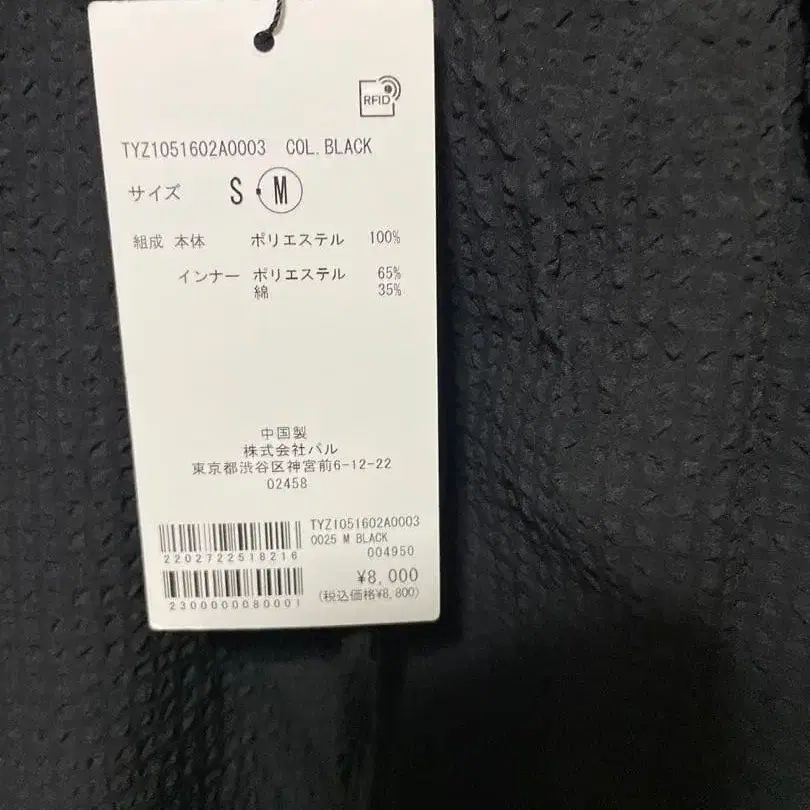 RFID
TYZ1051602A0003 COL.BLACK
サイズ S・M
組成 本体 ポリエステル 100%
インナー ポリエステル 65%
綿 35%
中国製
株式会社パル
東京都渋谷区神宮前6-12-22
02458
TYZ1051602A0003
0025 M BLACK
2202722518216 004950
¥8,000
2300000080001 (税込価格¥8,800)